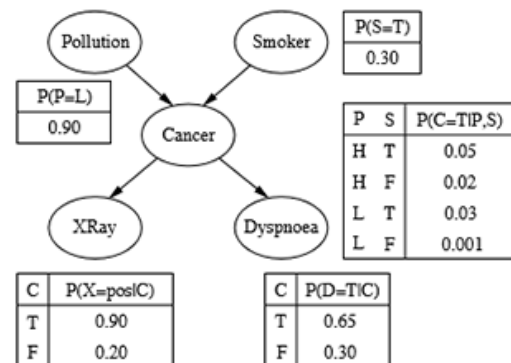 Pollution
Smoker
P(S=T)
0.30
P(P=L)
0.90
Cancer
P S P(C=T|P,S)
H T 0.05
H F 0.02
L T 0.03
L F 0.001
XRay
Dyspnoea
C P(X=pos|C)
T 0.90
F 0.20
C P(D=T|C)
T 0.65
F 0.30